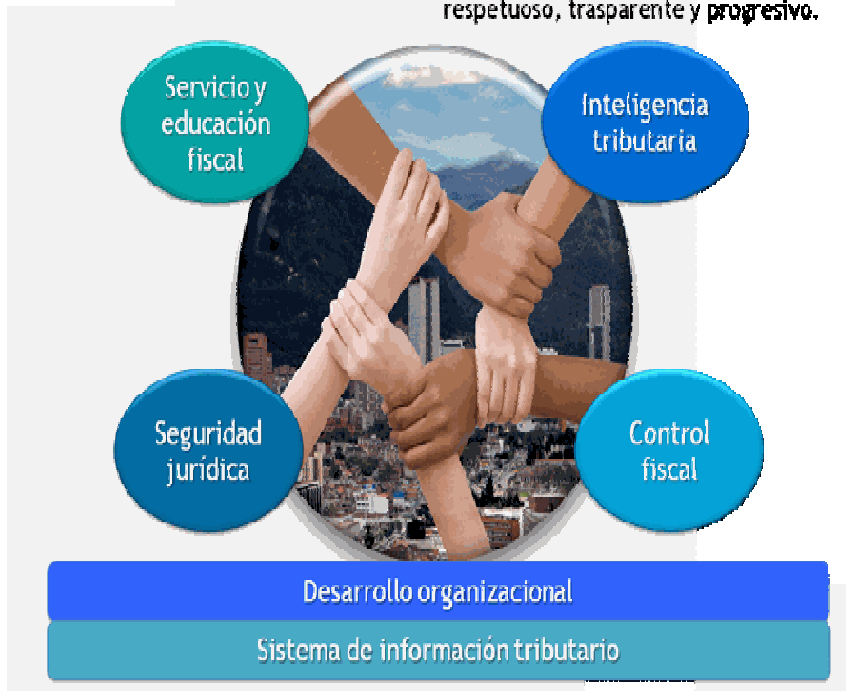 respetuoso, trasparente y progresivo.
Servicio y
educación
fiscal
Inteligencia
tributaria
Seguridad
jurídica
Control
fiscal
Desarrollo organizacional
Sistema de información tributario